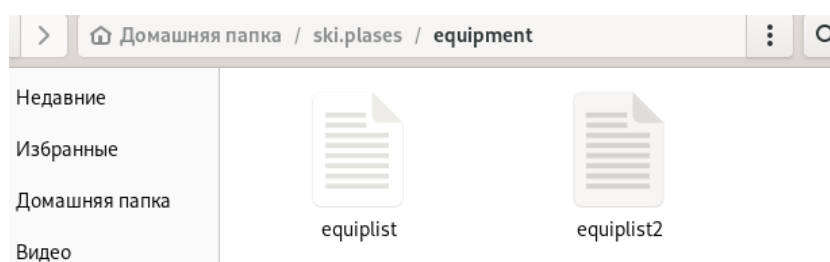 Домашняя папка / ski.plases / equipment
Недавние
Избранные
Домашняя папка
Видео
equiplist
equiplist2